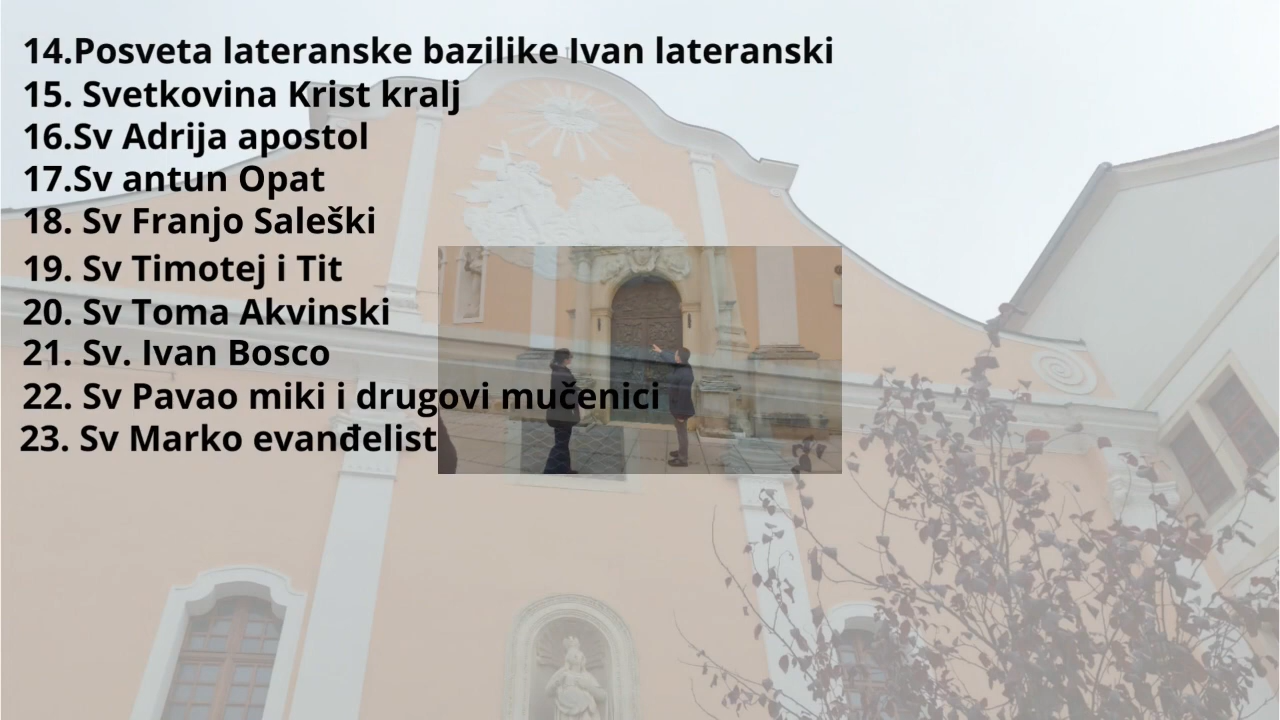 14.Posveta lateranske bazilike Ivan lateranski
15. Svetkovina Krist kralj
16.Sv Adrija apostol
17.Sv antun Opat
18. Sv Franjo Saleški
19. Sv Timotej i Tit
20. Sv Toma Akvinski
21. Sv. Ivan Bosco
22. Sv Pavao miki i drugovi mučenici
23. Sv Marko evanđelist